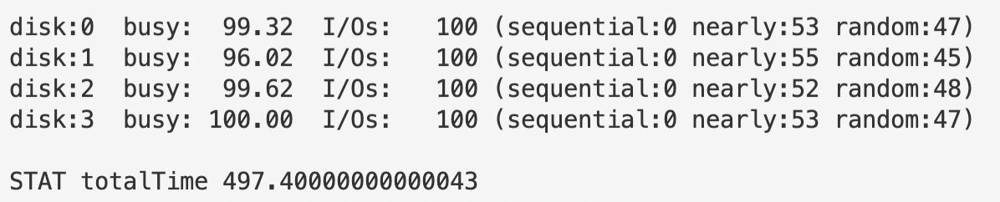 disk:0  busy:  99.32  I/Os:   100 (sequential:0 nearly:53 random:47)
disk:1  busy:  96.02  I/Os:   100 (sequential:0 nearly:55 random:45)
disk:2  busy:  99.62  I/Os:   100 (sequential:0 nearly:52 random:48)
disk:3  busy: 100.00  I/Os:   100 (sequential:0 nearly:53 random:47)
STAT totalTime 497.40000000000043